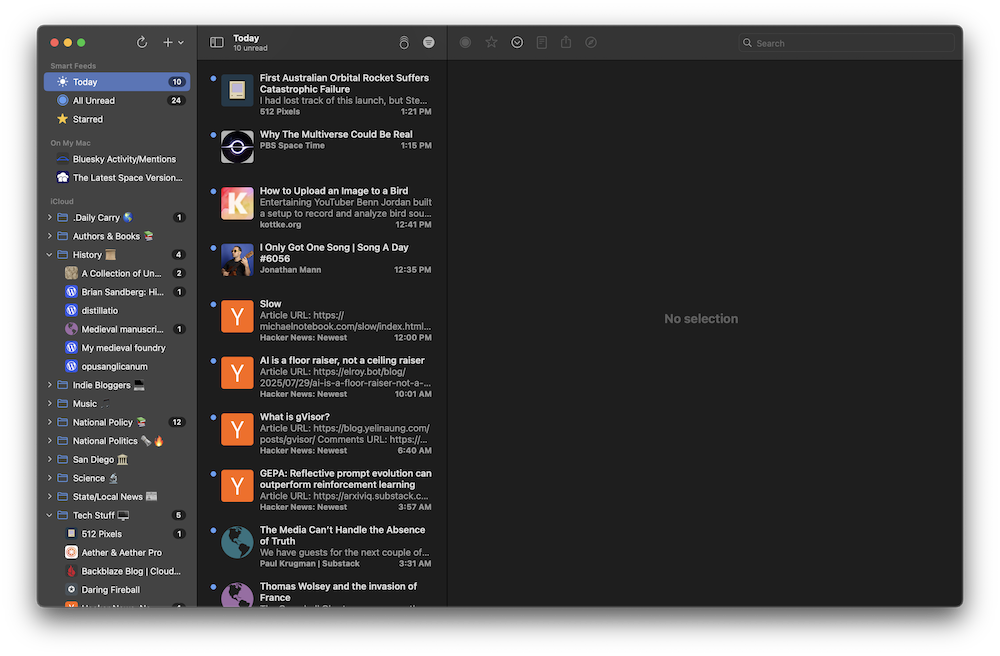 Smart Feeds
Today 10
All Unread 24
Starred
On My Mac
Bluesky Activity/Mentions
The Latest Space Version...
iCloud
.Daily Carry 1
Authors & Books
History 4
A Collection of Un... 2
Brian Sandberg: Hi... 1
distillatio
Medieval manuscri... 1
My medieval foundry
opusanglicanum
Indie Bloggers
Music
National Policy 12
National Politics
San Diego
Science
State/Local News
Tech Stuff 5
512 Pixels 1
Aether & Aether Pro
Backblaze Blog | Cloud...
Daring Fireball
Today
10 unread
First Australian Orbital Rocket Suffers
Catastrophic Failure
I had lost track of this launch, but Ste...
512 Pixels 1:21 PM
Why The Multiverse Could Be Real
PBS Space Time 1:15 PM
K
How to Upload an Image to a Bird
Entertaining YouTuber Benn Jordan built
a setup to record and analyze bird sou...
kottke.org 12:41 PM
I Only Got One Song | Song A Day
#6056
Jonathan Mann 12:35 PM
Y
Slow
Article URL: https://
michaelnotebook.com/slow/index.html...
Hacker News: Newest 12:00 PM
Y
AI is a floor raiser, not a ceiling raiser
Article URL: https://elroy.bot/blog/
2025/07/29/ai-is-a-floor-raiser-not-a-...
Hacker News: Newest 10:01 AM
Y
What is gVisor?
Article URL: https://blog.yelinaung.com/
posts/gvisor/ Comments URL: https://...
Hacker News: Newest 6:40 AM
Y
GEPA: Reflective prompt evolution can
outperform reinforcement learning
Article URL: https://arxiviq.substack.c...
Hacker News: Newest 3:57 AM
The Media Can't Handle the Absence
of Truth
We have guests for the next couple of...
Paul Krugman | Substack 3:31 AM
Thomas Wolsey and the invasion of
France
Search
No selection